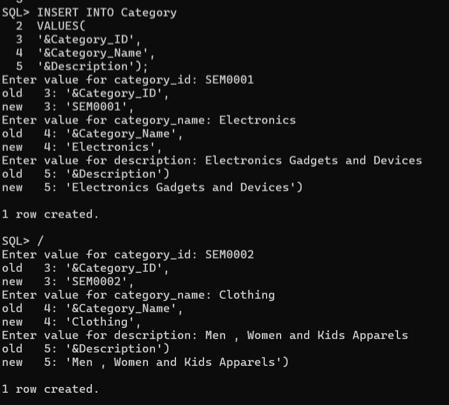 SQL> INSERT INTO Category
2 VALUES(
3 '&Category_ID',
4 '&Category_Name',
5 '&Description');
Enter value for category_id: SEM0001
old 3: '&Category_ID',
new 3: 'SEM0001',
Enter value for category_name: Electronics
old 4: '&Category_Name',
new 4: 'Electronics',
Enter value for description: Electronics Gadgets and Devices
old 5: '&Description')
new 5: 'Electronics Gadgets and Devices')
1 row created.
SQL> /
Enter value for category_id: SEM0002
old 3: '&Category_ID',
new 3: 'SEM0002',
Enter value for category_name: Clothing
old 4: '&Category_Name',
new 4: 'Clothing',
Enter value for description: Men , Women and Kids Apparels
old 5: '&Description')
new 5: 'Men , Women and Kids Apparels')
1 row created.